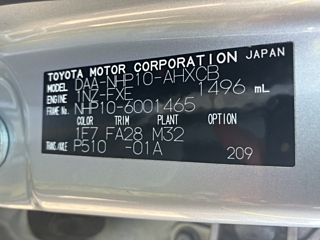 TOYOTA MOTOR CORPORATION JAPAN
MODEL DAA-NHP10-AHXCB
ENGINE 1NZ-FXE 1496 mL
FRAME No. NHP10-6001465
COLOR TRIM PLANT OPTION
1F7 FA28 M32
TRANS./AXLE P510 -01A
209